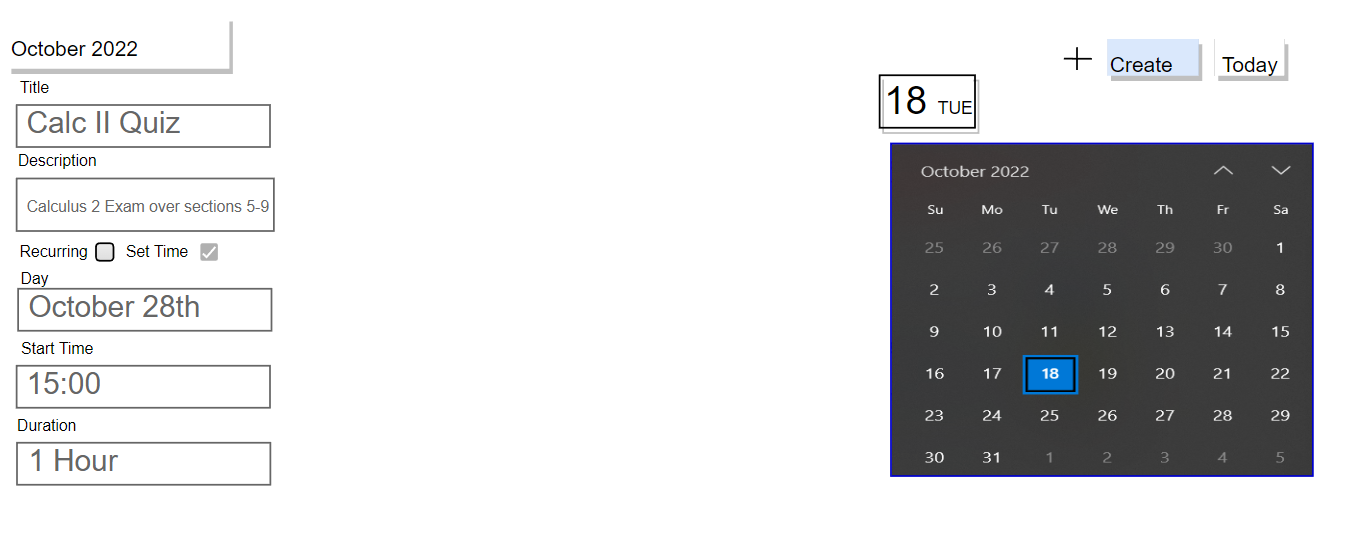 October 2022
Title
Calc II Quiz
Description
Calculus 2 Exam over sections 5-9
Recurring Set Time
Day
October 28th
Start Time
15:00
Duration
1 Hour
Create Today
18 TUE
October 2022
Su Mo Tu We Th Fr Sa
25 26 27 28 29 30 1
2 3 4 5 6 7 8
9 10 11 12 13 14 15
16 17 18 19 20 21 22
23 24 25 26 27 28 29
30 31 1 2 3 4 5